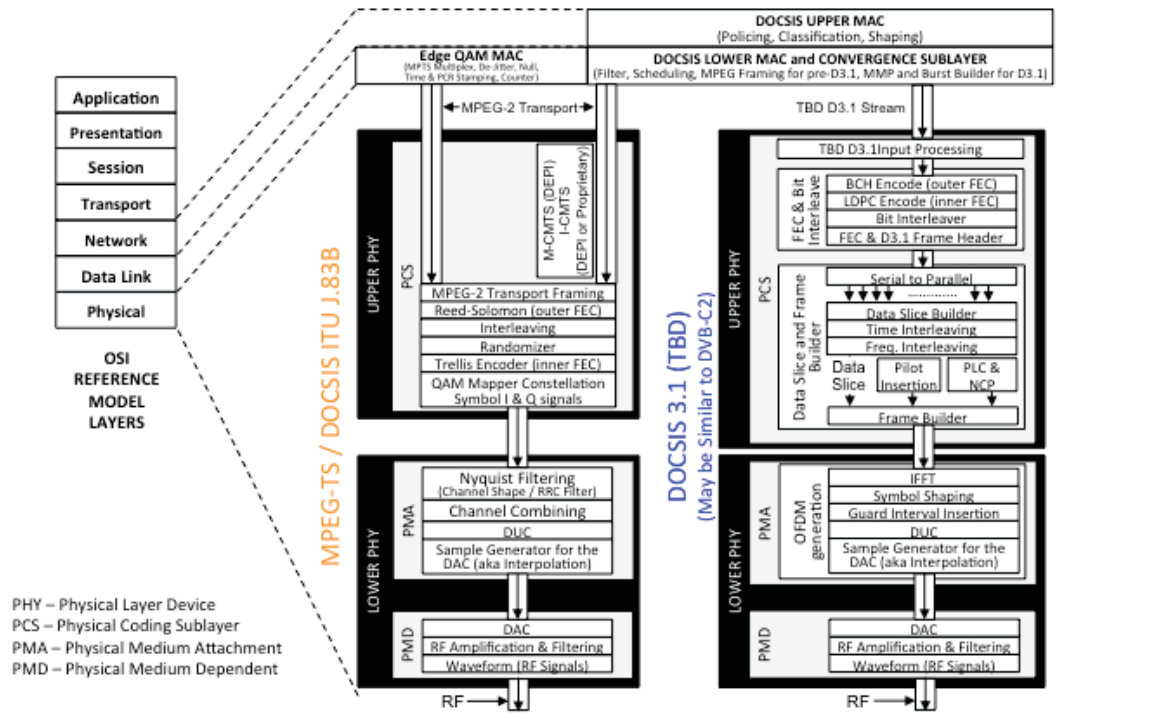 DOCSIS UPPER MAC
(Policing, Classification, Shaping)
Edge QAM MAC
(MPTS Multiplex, De-Jitter, Null,
Time & PCR Stamping, Counter)
DOCSIS LOWER MAC and CONVERGENCE SUBLAYER
(Filter, Scheduling, MPEG Framing for pre-D3.1, MMP and Burst Builder for D3.1)
Application
Presentation
Session
Transport
Network
Data Link
Physical
OSI
REFERENCE
MODEL
LAYERS
PHY – Physical Layer Device
PCS – Physical Coding Sublayer
PMA – Physical Medium Attachment
PMD – Physical Medium Dependent
MPEG-TS / DOCSIS ITU J.83B
MPEG-2 Transport
UPPER PHY
PCS
M-CMTS (DEPI)
I-CMTS
(DEPI or Proprietary)
MPEG-2 Transport Framing
Reed-Solomon (outer FEC)
Interleaving
Randomizer
Trellis Encoder (inner FEC)
QAM Mapper Constellation
Symbol I & Q signals
LOWER PHY
PMA
Nyquist Filtering
(Channel Shape / RRC Filter)
Channel Combining
DUC
Sample Generator for the
DAC (aka Interpolation)
PMD
DAC
RF Amplification & Filtering
Waveform (RF Signals)
RF
DOCSIS 3.1 (TBD)
(May be Similar to DVB-C2)
TBD D3.1 Stream
UPPER PHY
PCS
TBD D3.1Input Processing
FEC & Bit
Interleave
BCH Encode (outer FEC)
LDPC Encode (inner FEC)
Bit Interleaver
FEC & D3.1 Frame Header
Data Slice and Frame
Builder
Serial to Parallel
Data Slice Builder
Time Interleaving
Freq. Interleaving
Data
Slice
Pilot
Insertion
PLC &
NCP
Frame Builder
LOWER PHY
PMA
OFDM
generation
IFFT
Symbol Shaping
Guard Interval Insertion
DUC
Sample Generator for the
DAC (aka Interpolation)
PMD
DAC
RF Amplification & Filtering
Waveform (RF Signals)
RF